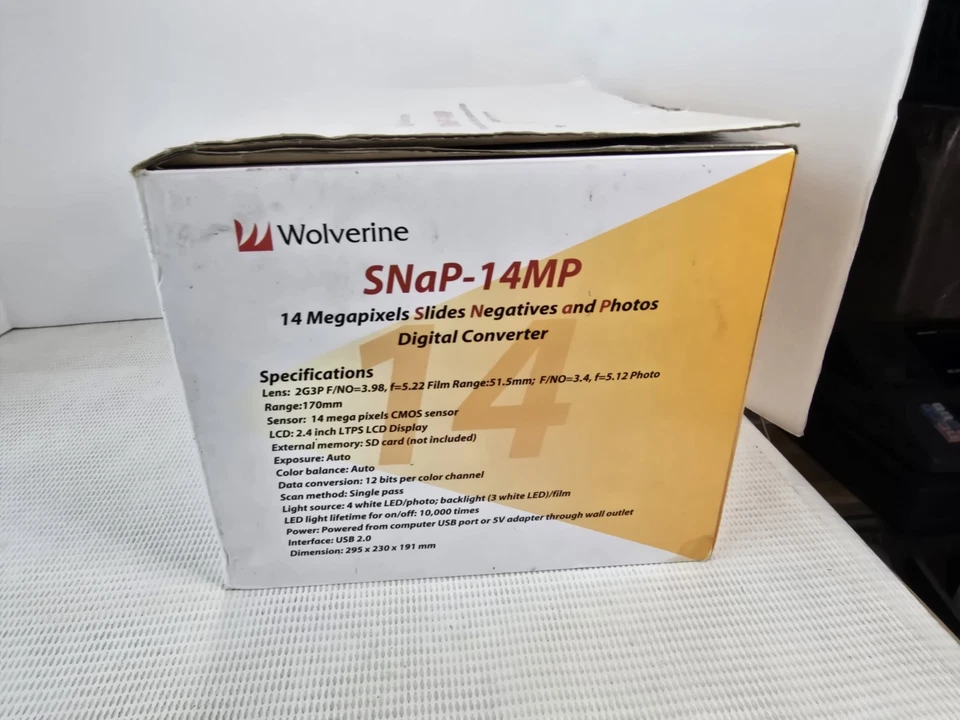 Wolverine
SNaP-14MP
14 Megapixels Slides Negatives and Photos
Digital Converter
14
Specifications
Lens: 2G3P F/NO=3.98, f=5.22 Film Range:51.5mm; F/NO=3.4, f=5.12 Photo
Range:170mm
Sensor: 14 mega pixels CMOS sensor
LCD: 2.4 inch LTPS LCD Display
External memory: SD card (not included)
Exposure: Auto
Color balance: Auto
Data conversion: 12 bits per color channel
Scan method: Single pass
Light source: 4 white LED/photo; backlight (3 white LED)/film
LED light lifetime for on/off: 10,000 times
Power: Powered from computer USB port or 5V adapter through wall outlet
Interface: USB 2.0
Dimension: 295 x 230 x 191 mm